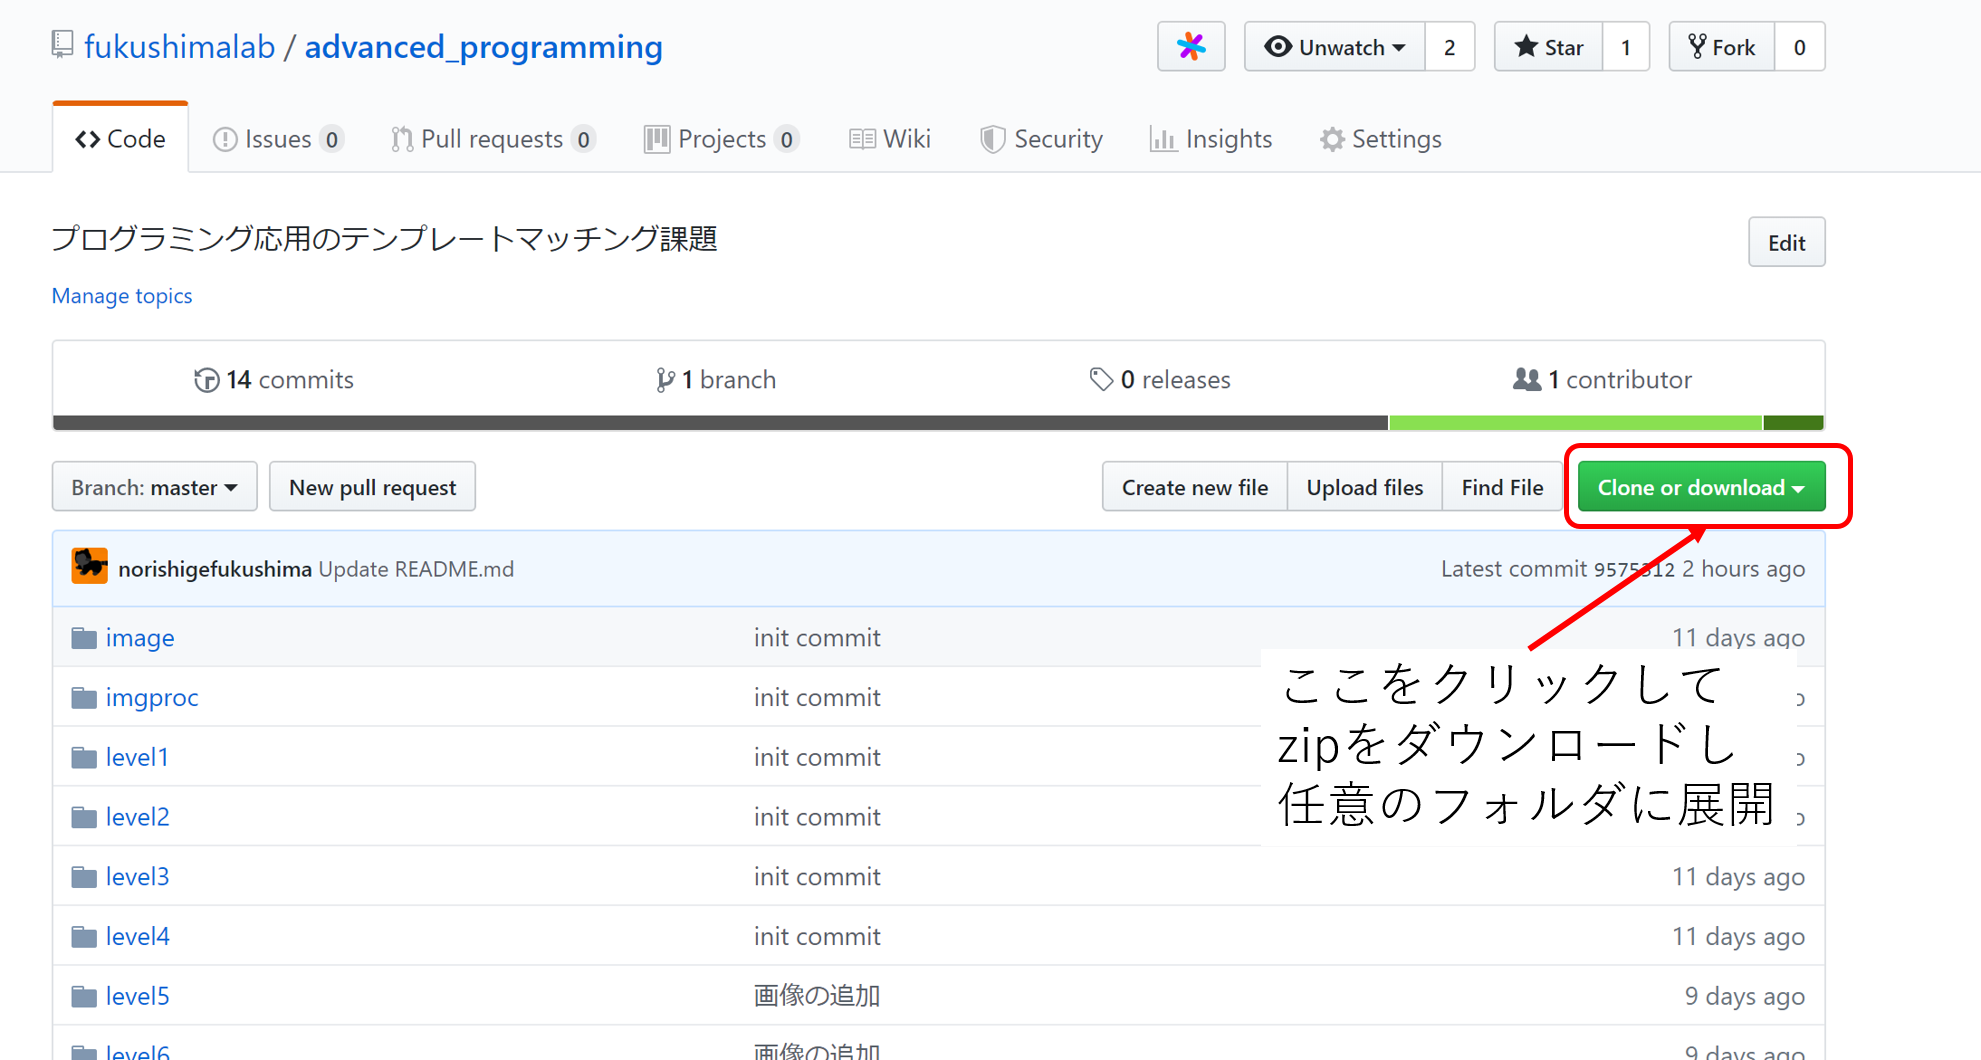 fukushimalab / advanced_programming
Unwatch 2 Star 1 Fork 0
Code Issues 0 Pull requests 0 Projects 0 Wiki Security Insights Settings
プログラミング応用のテンプレートマッチング課題
Edit
Manage topics
14 commits 1 branch 0 releases 1 contributor
Branch: master New pull request Create new file Upload files Find File Clone or download
norishigefukushima Update README.md Latest commit 9575312 2 hours ago
image init commit 11 days ago
imgproc init commit
level1 init commit
level2 init commit
ここをクリックして
zipをダウンロードし
任意のフォルダに展開
level3 init commit 11 days ago
level4 init commit 11 days ago
level5 画像の追加 9 days ago
level6 画像の追加 9 days ago